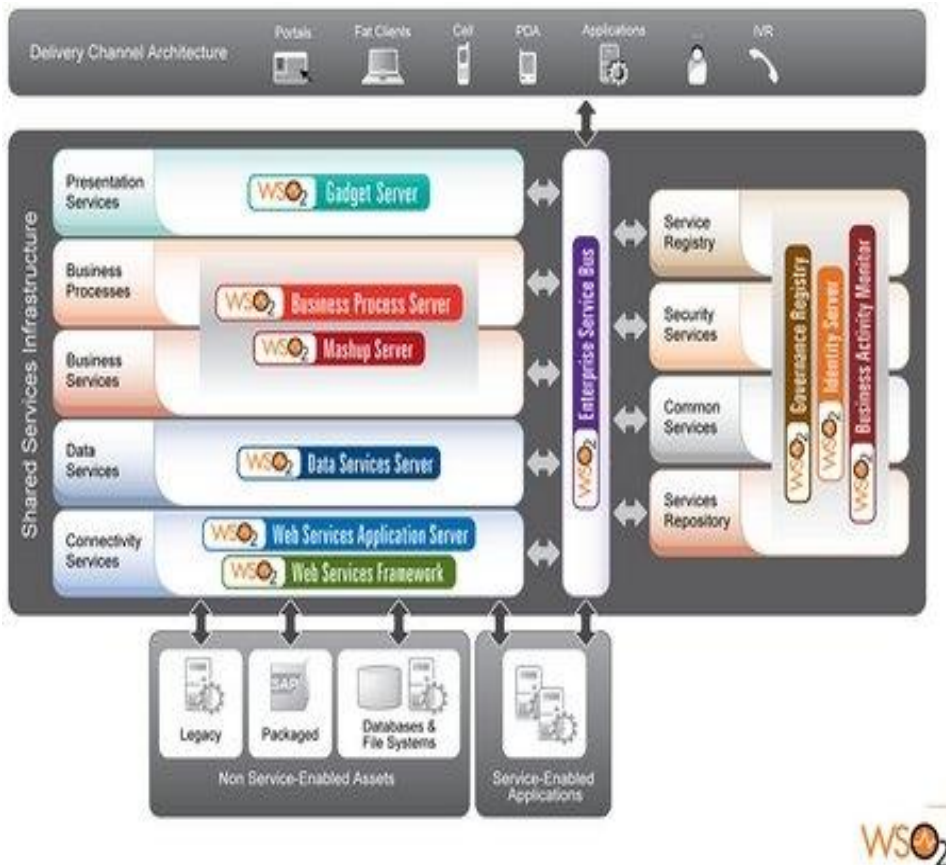 Delivery Channel Architecture
Portals
Fat Clients
Cell
PDA
Applications
...
IVR
Shared Services Infrastructure
Presentation
Services
WSO2 Gadget Server
Business
Processes
WSO2 Business Process Server
WSO2 Mashup Server
Business
Services
Data
Services
WSO2 Data Services Server
Connectivity
Services
WSO2 Web Services Application Server
WSO2 Web Services Framework
WSO2 Enterprise Service Bus
Service
Registry
Security
Services
Common
Services
Services
Repository
WSO2 Governance Registry
WSO2 Identity Server
WSO2 Business Activity Monitor
Legacy
SAP
Packaged
Databases &
File Systems
Non Service-Enabled Assets
Service-Enabled
Applications
WSO2